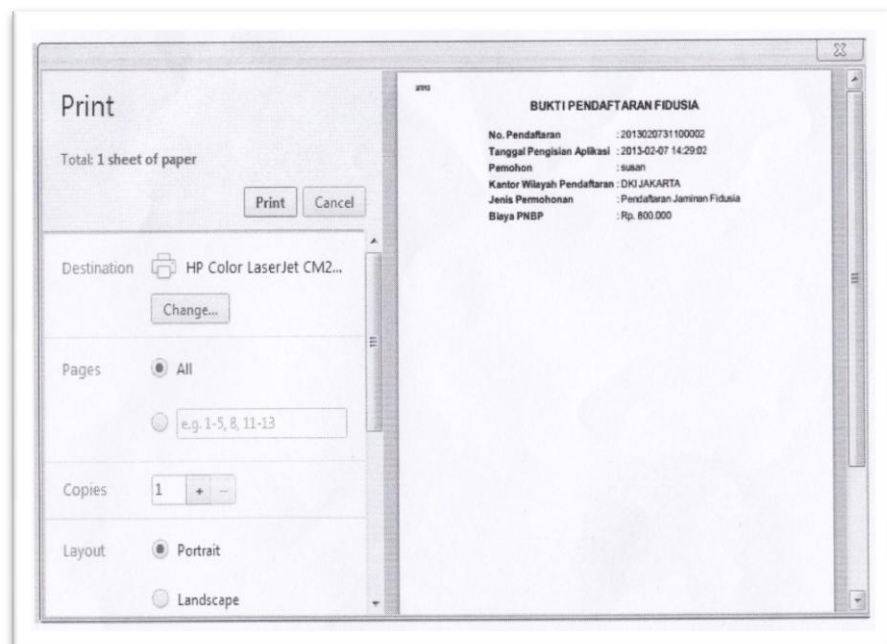 Print
Total: 1 sheet of paper
Print Cancel
Destination HP Color LaserJet CM2...
Change...
Pages All
e.g. 1-5, 8, 11-13
Copies 1 + -
Layout Portrait
Landscape
BUKTI PENDAFTARAN FIDUSIA
No. Pendaftaran : 2013020731100002
Tanggal Pengisian Aplikasi : 2013-02-07 14:29:02
Pemohon : susan
Kantor Wilayah Pendaftaran : DKI JAKARTA
Jenis Permohonan : Pendaftaran Jaminan Fidusia
Biaya PNBP : Rp. 600.000